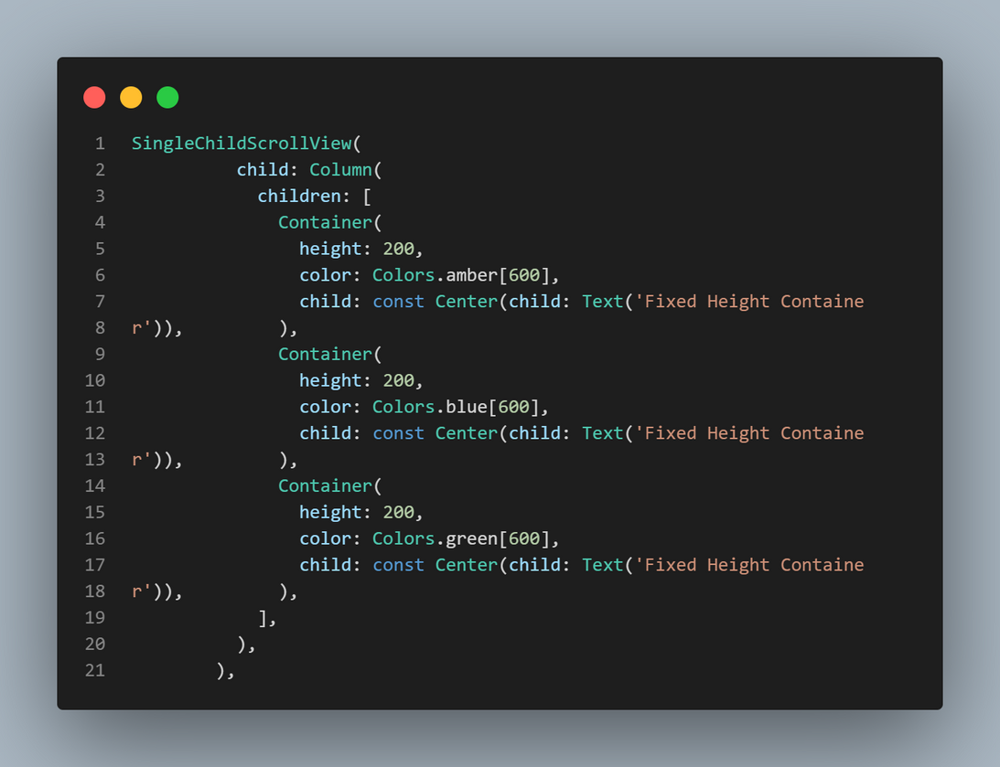 1 SingleChildScrollView(
2           child: Column(
3             children: [
4               Container(
5                 height: 200,
6                 color: Colors.amber[600],
7                 child: const Center(child: Text('Fixed Height Containe
8 r')),         ),
9               Container(
10                 height: 200,
11                 color: Colors.blue[600],
12                 child: const Center(child: Text('Fixed Height Containe
13 r')),         ),
14               Container(
15                 height: 200,
16                 color: Colors.green[600],
17                 child: const Center(child: Text('Fixed Height Containe
18 r')),         ),
19             ],
20           ),
21         ),